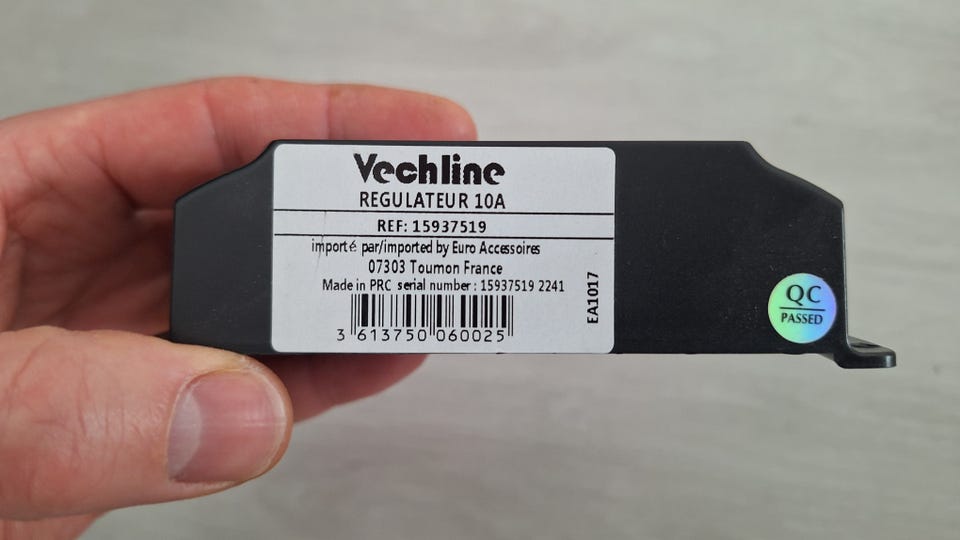 Vechline
REGULATEUR 10A
REF: 15937519
importé par/imported by Euro Accessoires
07303 Tournon France
Made in PRC serial number : 15937519 2241
3 613750 060025
EA1017
QC
PASSED